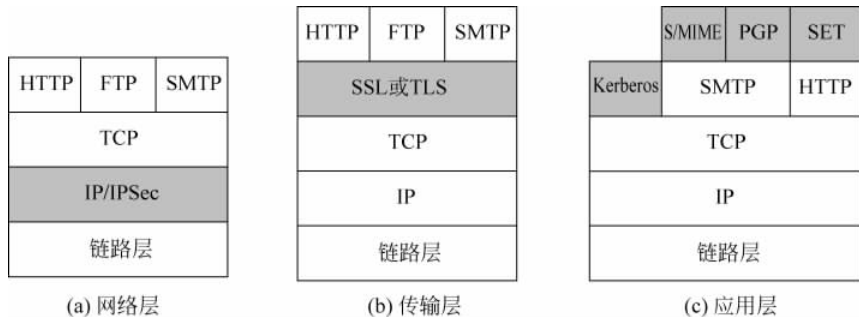 HTTP FTP SMTP
TCP
IP/IPSec
链路层
(a) 网络层
HTTP FTP SMTP
SSL或TLS
TCP
IP
链路层
(b) 传输层
S/MIME PGP SET
Kerberos SMTP HTTP
TCP
IP
链路层
(c) 应用层